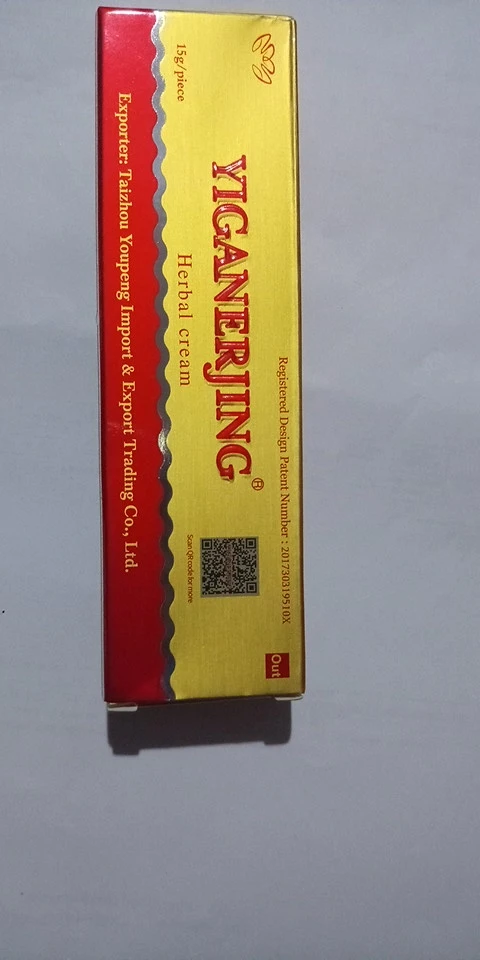 15g/piece
Registered Design Patent Number : 201730319510X
YIGANERJING®
Herbal cream
Scan QR code for more
Out
Exporter: Taizhou Youpeng Import & Export Trading Co., Ltd.